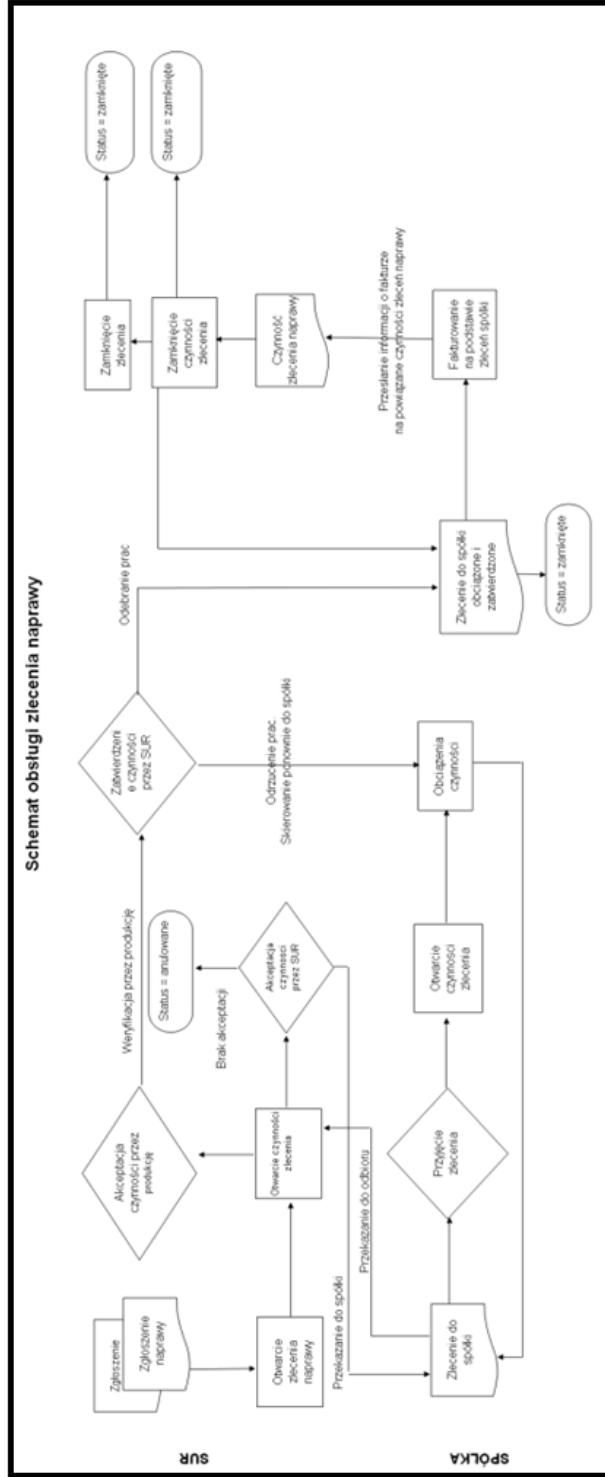 Schemat obsługi zlecenia naprawy
SUR
Zgłoszenie
Zgłoszenie
naprawy
Otwarcie
zlecenia
naprawy
Akceptacja
czynności przez
produkcję
Otwarcie czynności
zlecenia
Weryfikacja przez produkcję
Status = anulowane
Brak akceptacji
Akceptacja
czynności
przez SUR
Zatwierdzeni
e czynności
przez SUR
Odebranie prac
Odrzucenie prac.
Skierowanie ponownie do spółki
Zamknięcie
zlecenia
Status = zamknięte
Zamknięcie
czynności
zlecenia
Status = zamknięte
Czynność
zlecenia naprawy
Przesłanie informacji o fakturze
na powiązane czynności zleceń naprawy
Przekazanie do spółki
Przekazanie do odbioru
SPÓŁKA
Zlecenie do
spółki
Przyjęcie
zlecenia
Otwarcie
czynności
zlecenia
Obciążenia
czynności
Zlecenie do spółki
obciążone i
zatwierdzone
Status = zamknięte
Fakturowanie
na podstawie
zleceń spółki